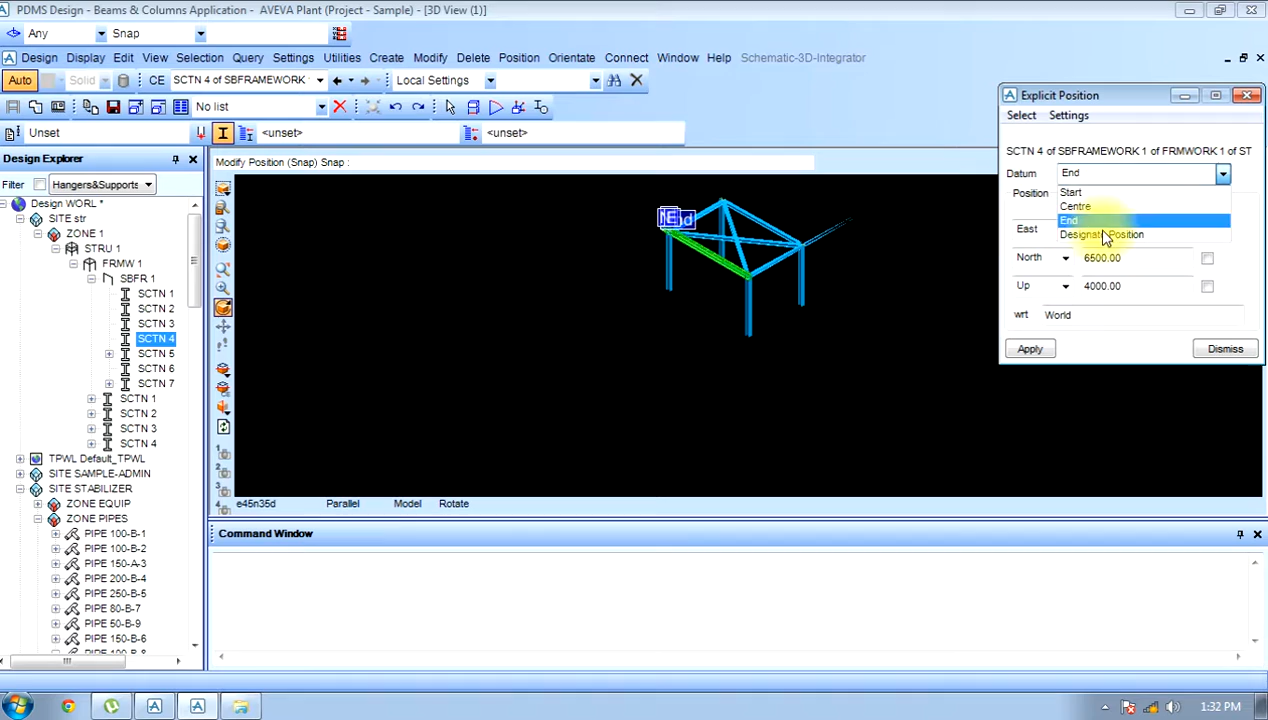 PDMS Design - Beams & Columns Application - AVEVA Plant (Project - Sample) - [3D View (1)]
Any Snap
Design Display Edit View Selection Query Settings Utilities Create Modify Delete Position Orientate Connect Window Help Schematic-3D-Integrator
Auto Solid CE SCTN 4 of SBFRAMEWORK Local Settings
No list
Unset <unset> <unset>
Design Explorer
Filter Hangers&Supports
Design WORL *
SITE str
ZONE 1
STRU 1
FRMW 1
SBFR 1
SCTN 1
SCTN 2
SCTN 3
SCTN 4
SCTN 5
SCTN 6
SCTN 7
SCTN 1
SCTN 2
SCTN 3
SCTN 4
TPWL Default_TPWL
SITE SAMPLE-ADMIN
SITE STABILIZER
ZONE EQUIP
ZONE PIPES
PIPE 100-B-1
PIPE 100-B-2
PIPE 150-A-3
PIPE 200-B-4
PIPE 250-B-5
PIPE 80-B-7
PIPE 50-B-9
PIPE 150-B-6
Modify Position (Snap) Snap :
End
e45n35d Parallel Model Rotate
Command Window
Explicit Position
Select Settings
SCTN 4 of SBFRAMEWORK 1 of FRMWORK 1 of ST
Datum End
Start
Centre
End
Designate Position
Position
East
North 6500.00
Up 4000.00
wrt World
Apply Dismiss
1:32 PM